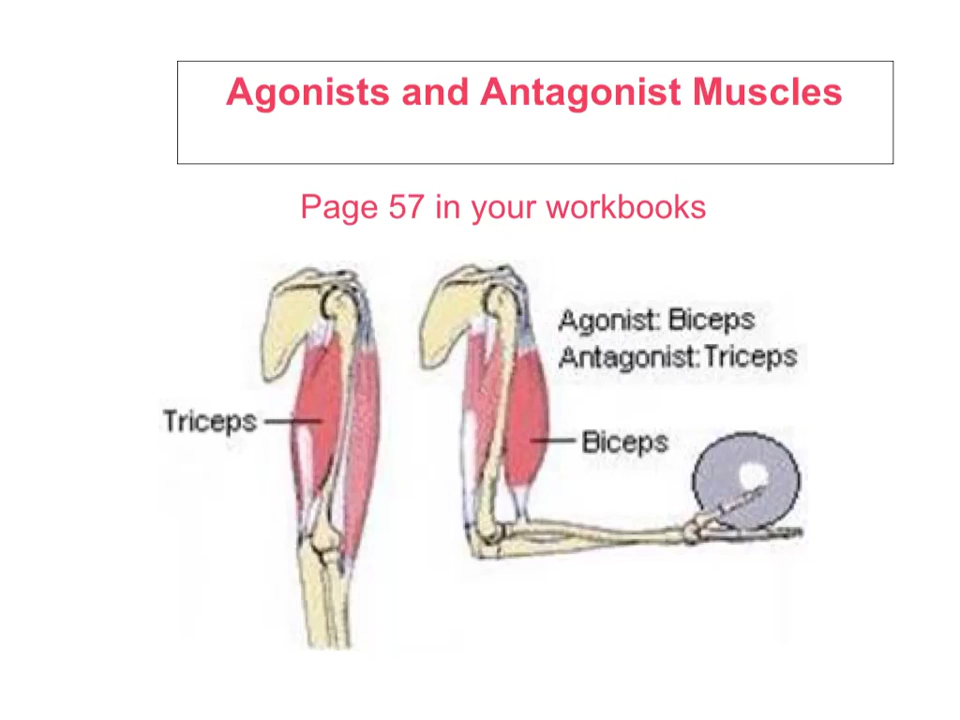 Agonists and Antagonist Muscles
Page 57 in your workbooks
Agonist: Biceps
Antagonist: Triceps
Triceps
Biceps